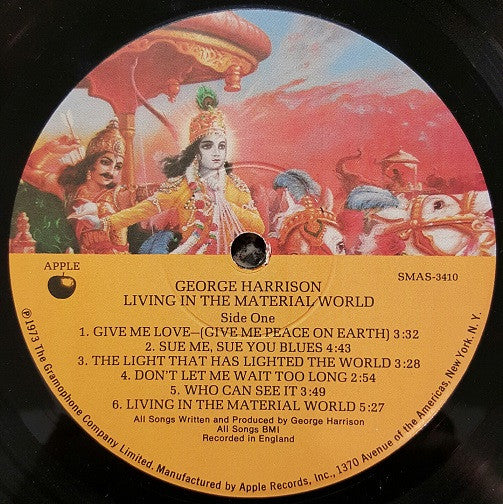 APPLE
SMAS-3410
GEORGE HARRISON
LIVING IN THE MATERIAL WORLD
Side One
1. GIVE ME LOVE—(GIVE ME PEACE ON EARTH) 3:32
2. SUE ME, SUE YOU BLUES 4:43
3. THE LIGHT THAT HAS LIGHTED THE WORLD 3:28
4. DON'T LET ME WAIT TOO LONG 2:54
5. WHO CAN SEE IT 3:49
6. LIVING IN THE MATERIAL WORLD 5:27
All Songs Written and Produced by George Harrison
All Songs BMI
Recorded in England
℗1973 The Gramophone Company Limited. Manufactured by Apple Records, Inc., 1370 Avenue of the Americas, New York, N. Y.